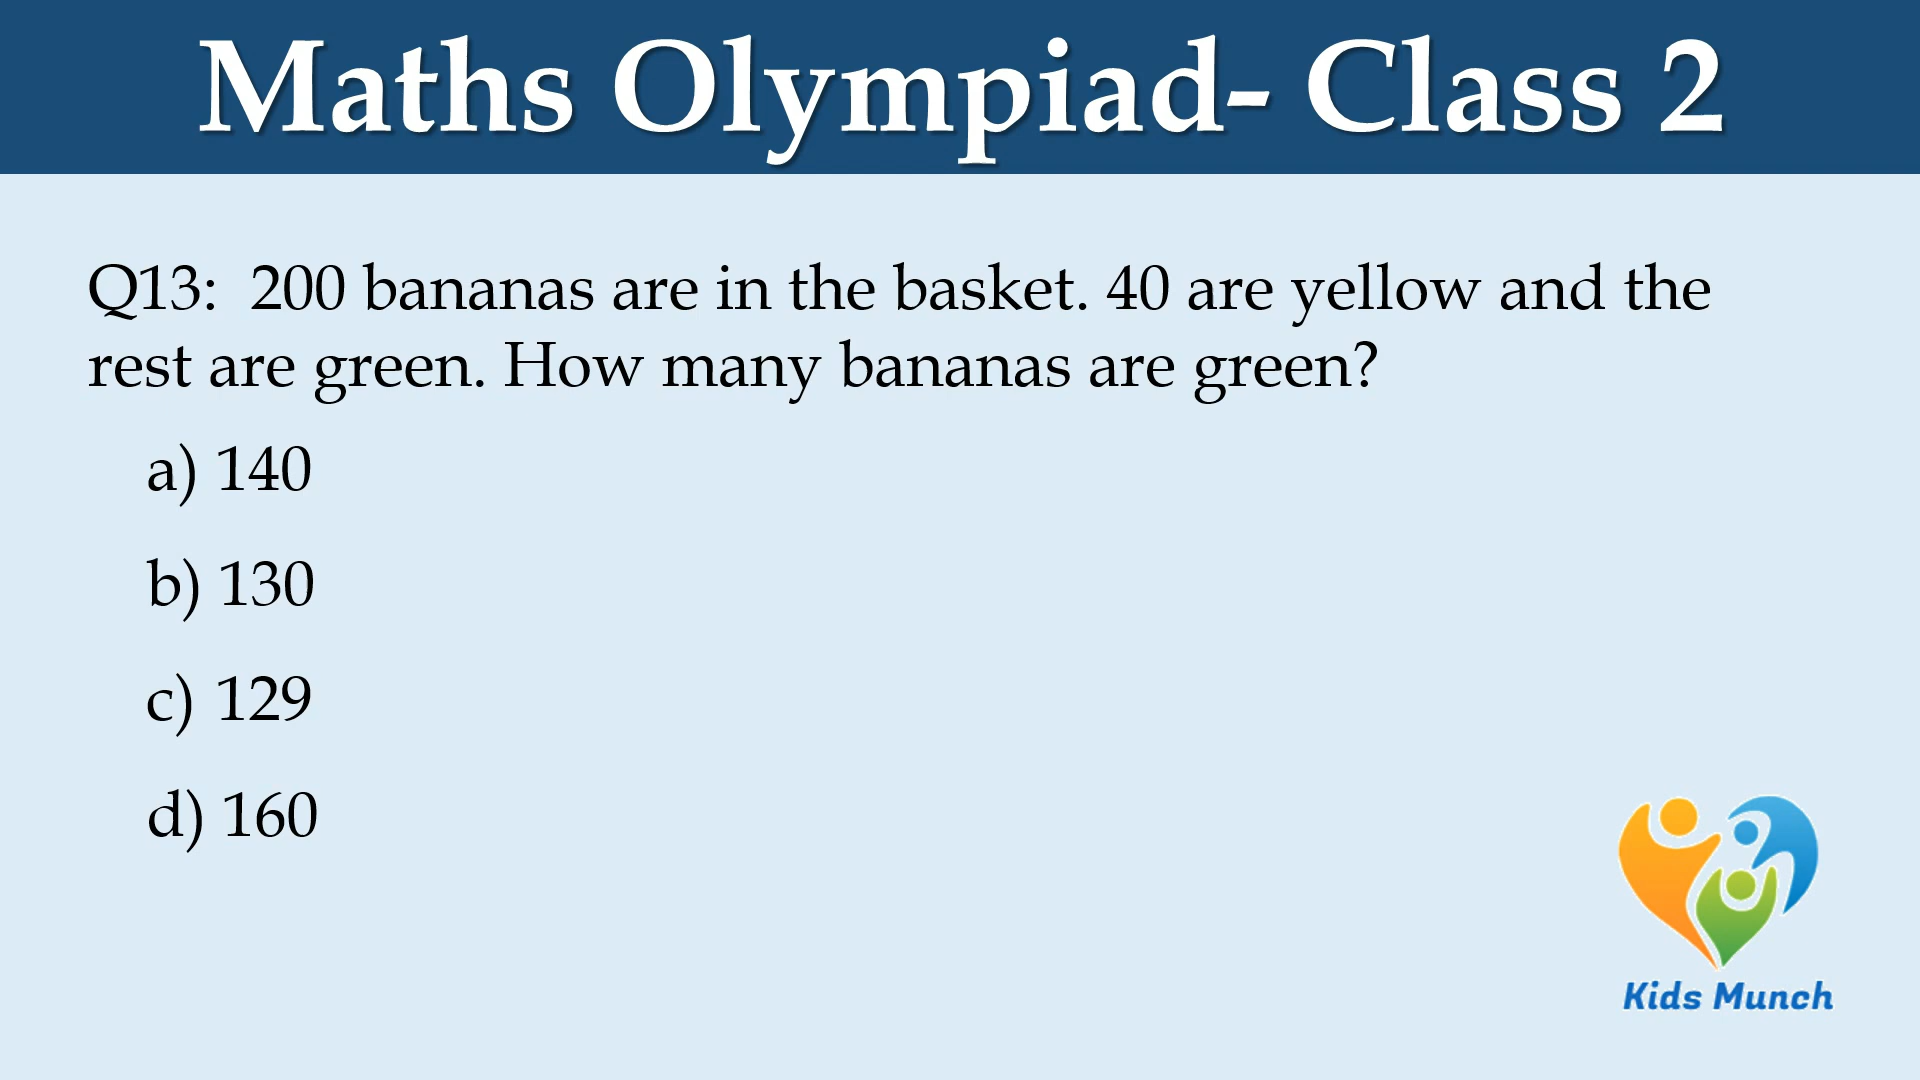 Maths Olympiad- Class 2
Q13:  200 bananas are in the basket. 40 are yellow and the
rest are green. How many bananas are green?
a) 140
b) 130
c) 129
d) 160
Kids Munch